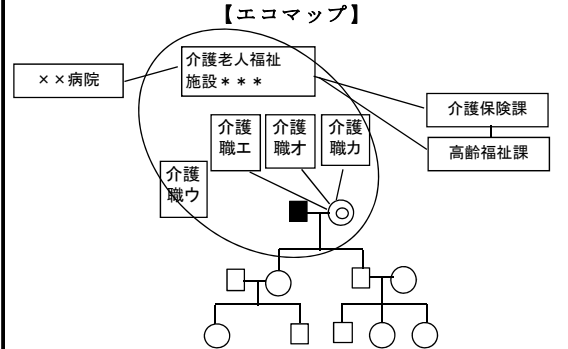 【エコマップ】
××病院
介護老人福祉
施設＊＊＊
介護保険課
高齢福祉課
介護
職エ
介護
職オ
介護
職カ
介護
職ウ